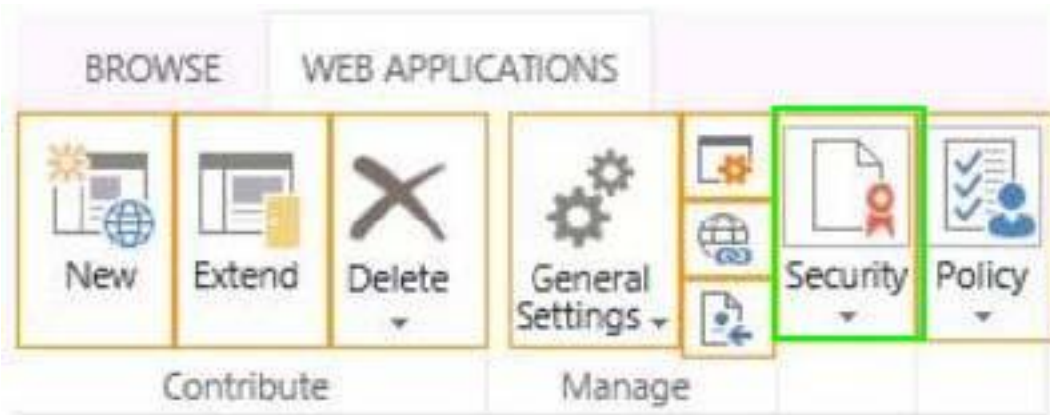 BROWSE WEB APPLICATIONS
New Extend Delete General Settings Security Policy
Contribute Manage